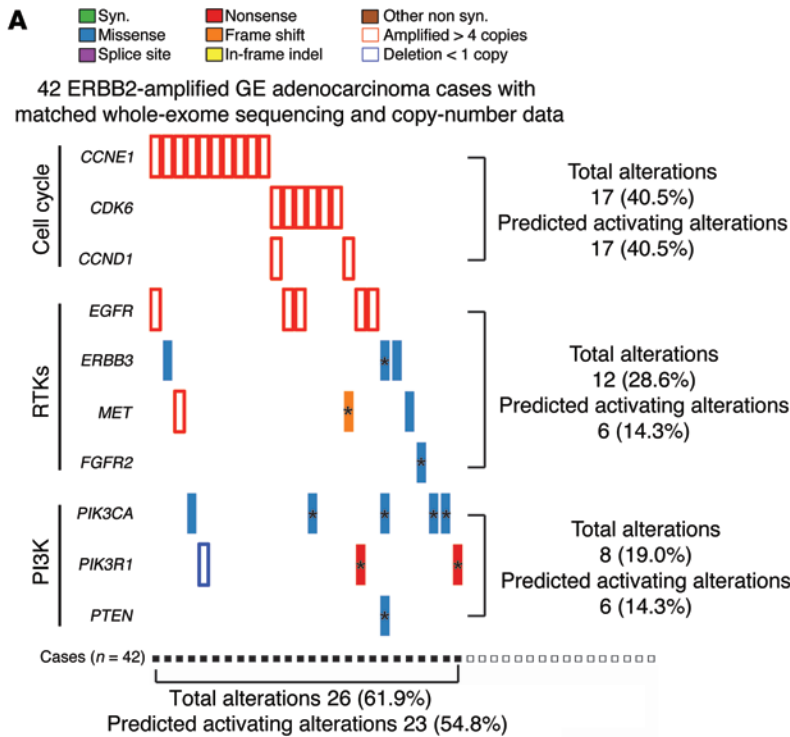 A
Syn.
Nonsense
Other non syn.
Missense
Frame shift
Amplified > 4 copies
Splice site
In-frame indel
Deletion < 1 copy
42 ERBB2-amplified GE adenocarcinoma cases with
matched whole-exome sequencing and copy-number data
Cell cycle
CCNE1
CDK6
CCND1
Total alterations
17 (40.5%)
Predicted activating alterations
17 (40.5%)
RTKs
EGFR
ERBB3
*
MET
*
FGFR2
*
Total alterations
12 (28.6%)
Predicted activating alterations
6 (14.3%)
PI3K
PIK3CA
* * * *
PIK3R1
* *
PTEN
*
Total alterations
8 (19.0%)
Predicted activating alterations
6 (14.3%)
Cases (n = 42)
Total alterations 26 (61.9%)
Predicted activating alterations 23 (54.8%)